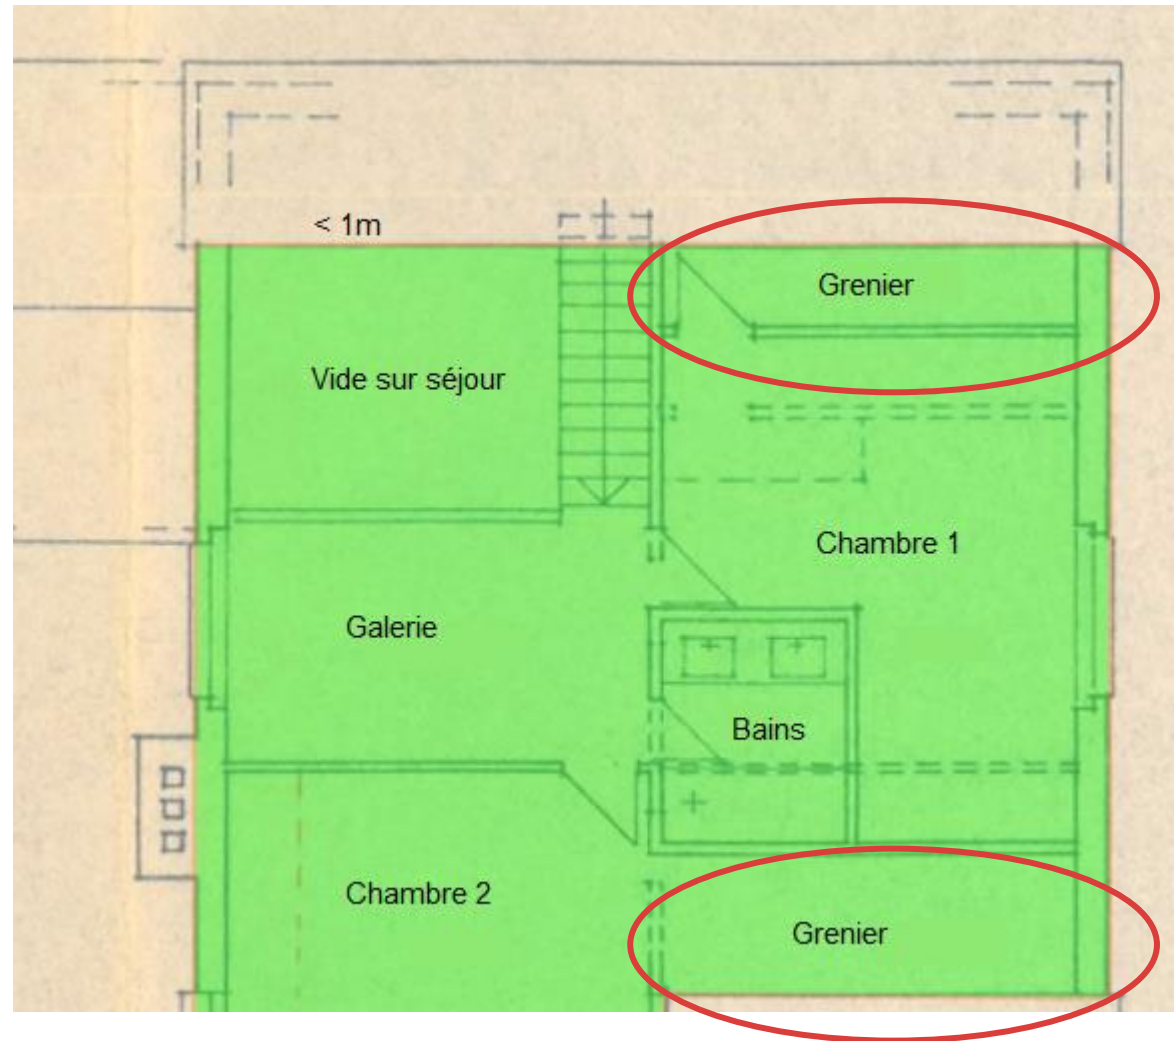 < 1m
Grenier
Vide sur séjour
Chambre 1
Galerie
Bains
Chambre 2
Grenier